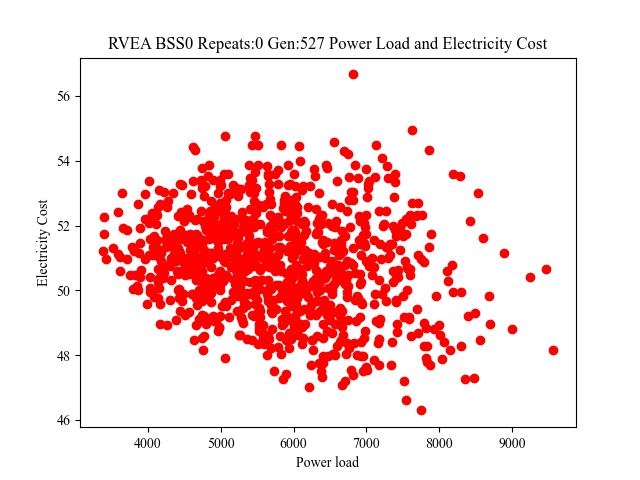 RVEA BSS0 Repeats:0 Gen:527 Power Load and Electricity Cost
56
54
52
50
48
46
Electricity Cost
4000 5000 6000 7000 8000 9000
Power load